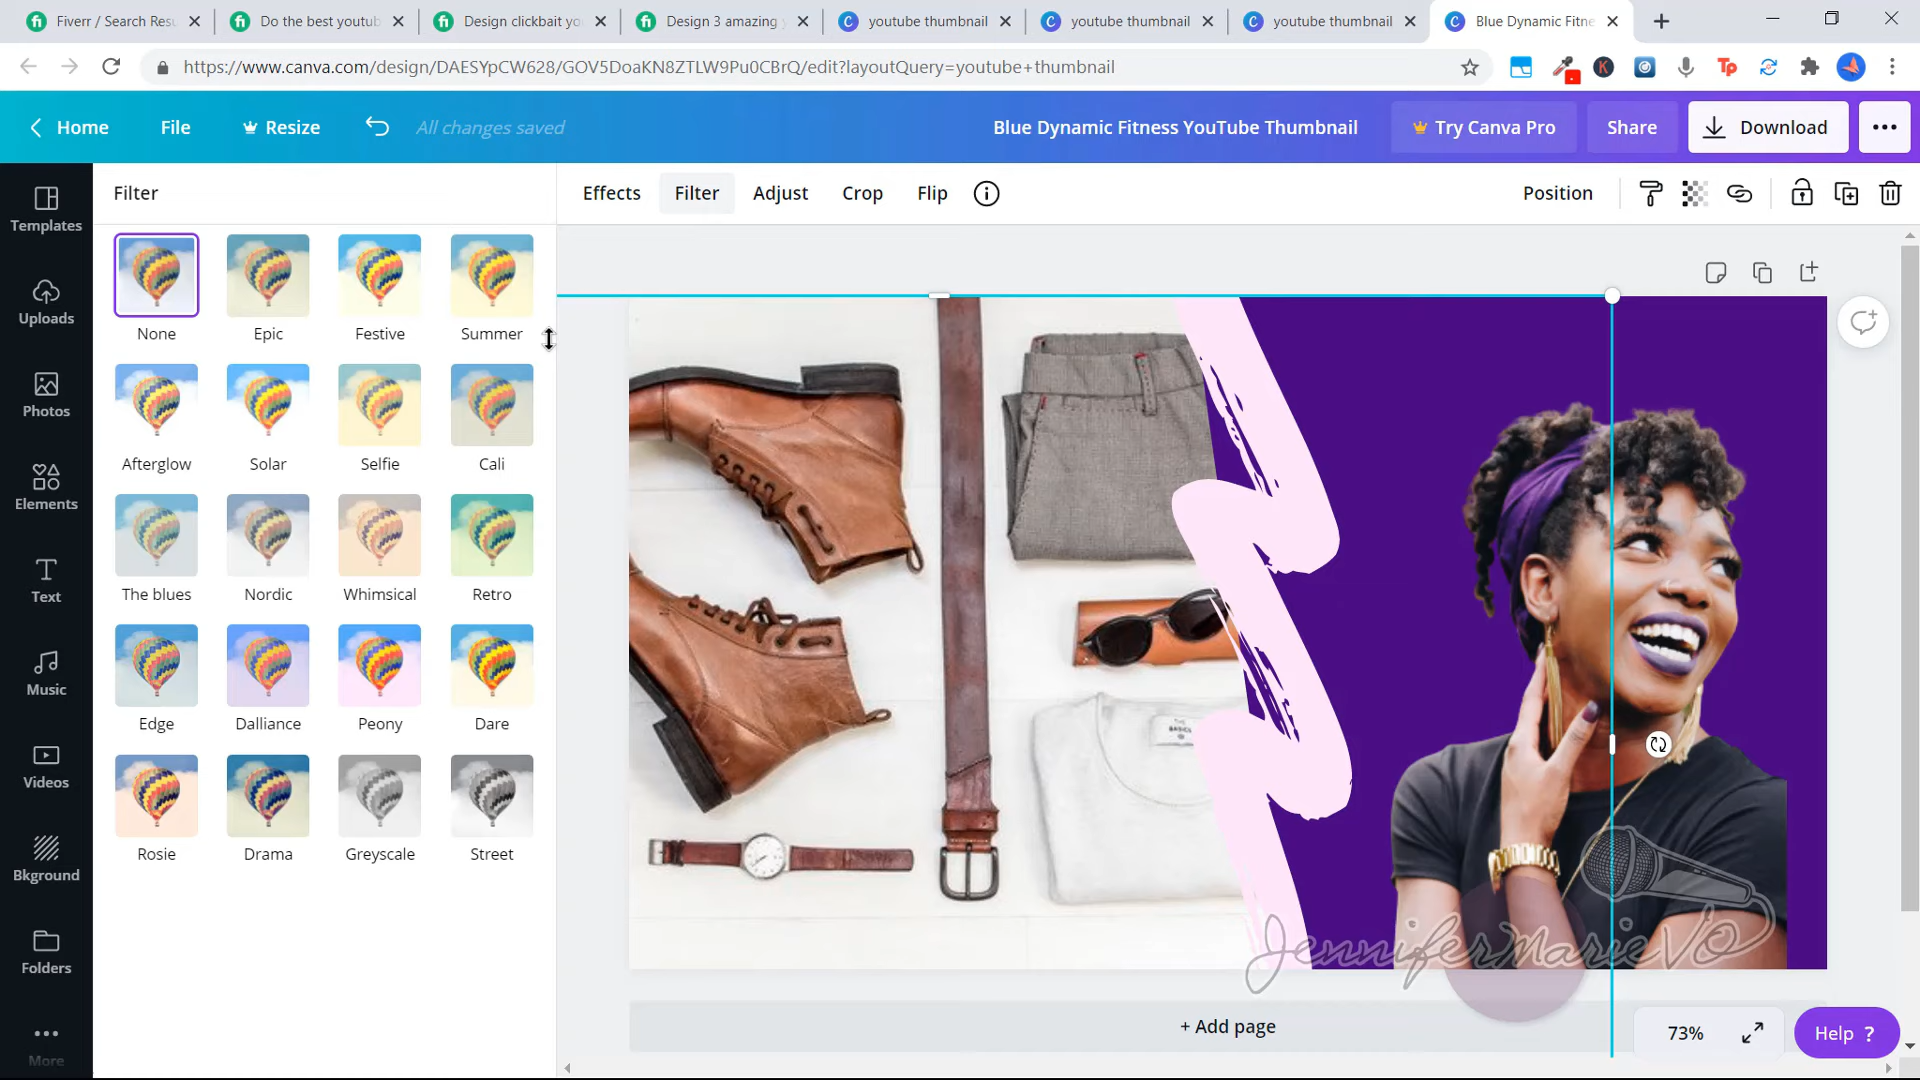 Fiverr / Search Resu
Do the best youtub
Design clickbait yo
Design 3 amazing y
youtube thumbnail
youtube thumbnail
youtube thumbnail
Blue Dynamic Fitne
https://www.canva.com/design/DAESYpCW628/GOV5DoaKN8ZTLW9Pu0CBrQ/edit?layoutQuery=youtube+thumbnail
Home
File
Resize
All changes saved
Blue Dynamic Fitness YouTube Thumbnail
Try Canva Pro
Share
Download
Templates
Uploads
Photos
Elements
Text
Music
Videos
Bkground
Folders
More
Filter
None
Epic
Festive
Summer
Afterglow
Solar
Selfie
Cali
The blues
Nordic
Whimsical
Retro
Edge
Dalliance
Peony
Dare
Rosie
Drama
Greyscale
Street
Effects
Filter
Adjust
Crop
Flip
Position
THE
BASICS
JenniferMarieVO
+ Add page
73%
Help ?